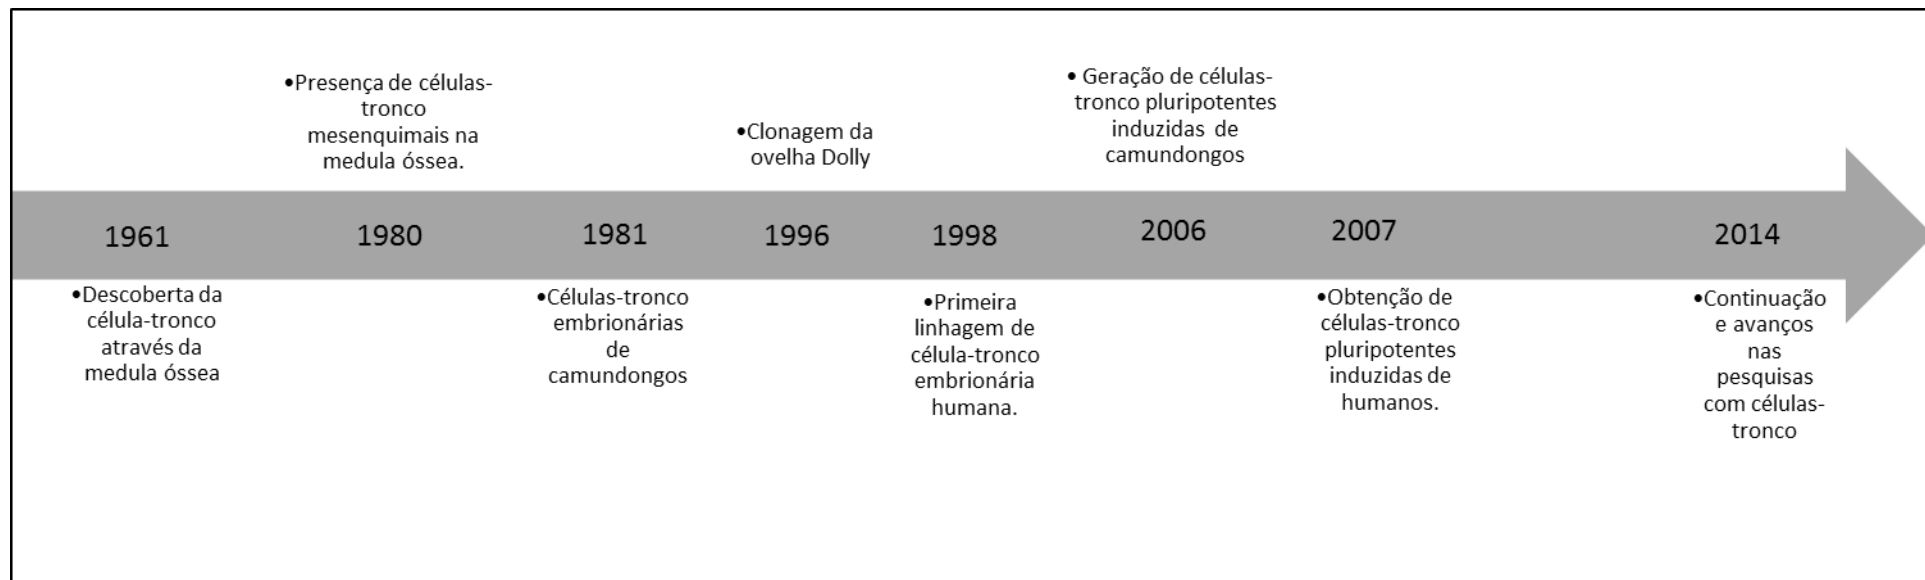 •Presença de células-
tronco
mesenquimais na
medula óssea.
•Clonagem da
ovelha Dolly
• Geração de células-
tronco pluripotentes
induzidas de
camundongos
1961
1980
1981
1996
1998
2006
2007
2014
•Descoberta da
célula-tronco
através da
medula óssea
•Células-tronco
embrionárias
de
camundongos
•Primeira
linhagem de
célula-tronco
embrionária
humana.
•Obtenção de
células-tronco
pluripotentes
induzidas de
humanos.
•Continuação
e avanços
nas
pesquisas
com células-
tronco